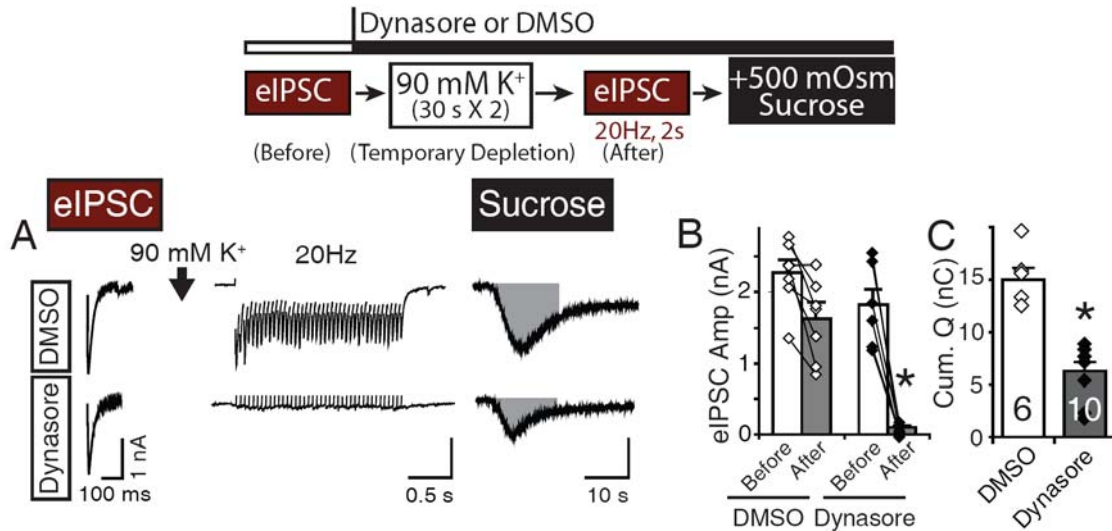 Dynasore or DMSO
eIPSC
90 mM K⁺
(30 s X 2)
eIPSC
20Hz, 2s
+500 mOsm
Sucrose
(Before)
(Temporary Depletion)
(After)
eIPSC
Sucrose
A
90 mM K⁺
20Hz
DMSO
Dynasore
1 nA
100 ms
0.5 s
10 s
B
eIPSC Amp (nA)
2
1
0
*
Before
After
Before
After
DMSO
Dynasore
C
Cum. Q (nC)
15
10
5
0
*
6
10
DMSO
Dynasore